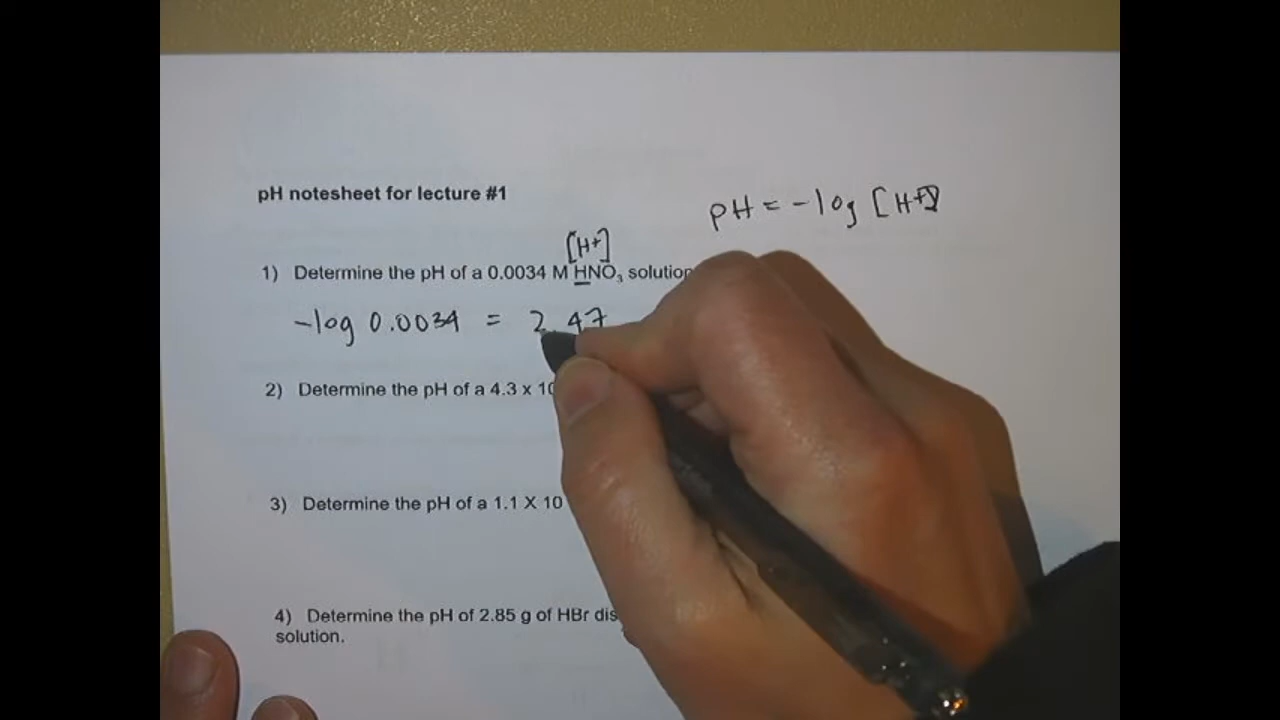 pH notesheet for lecture #1
pH = -log [H+]
[H+]
1) Determine the pH of a 0.0034 M HNO₃ solution
-log 0.0034 = 2 47
2) Determine the pH of a 4.3 x 10
3) Determine the pH of a 1.1 X 10
4) Determine the pH of 2.85 g of HBr dis
solution.